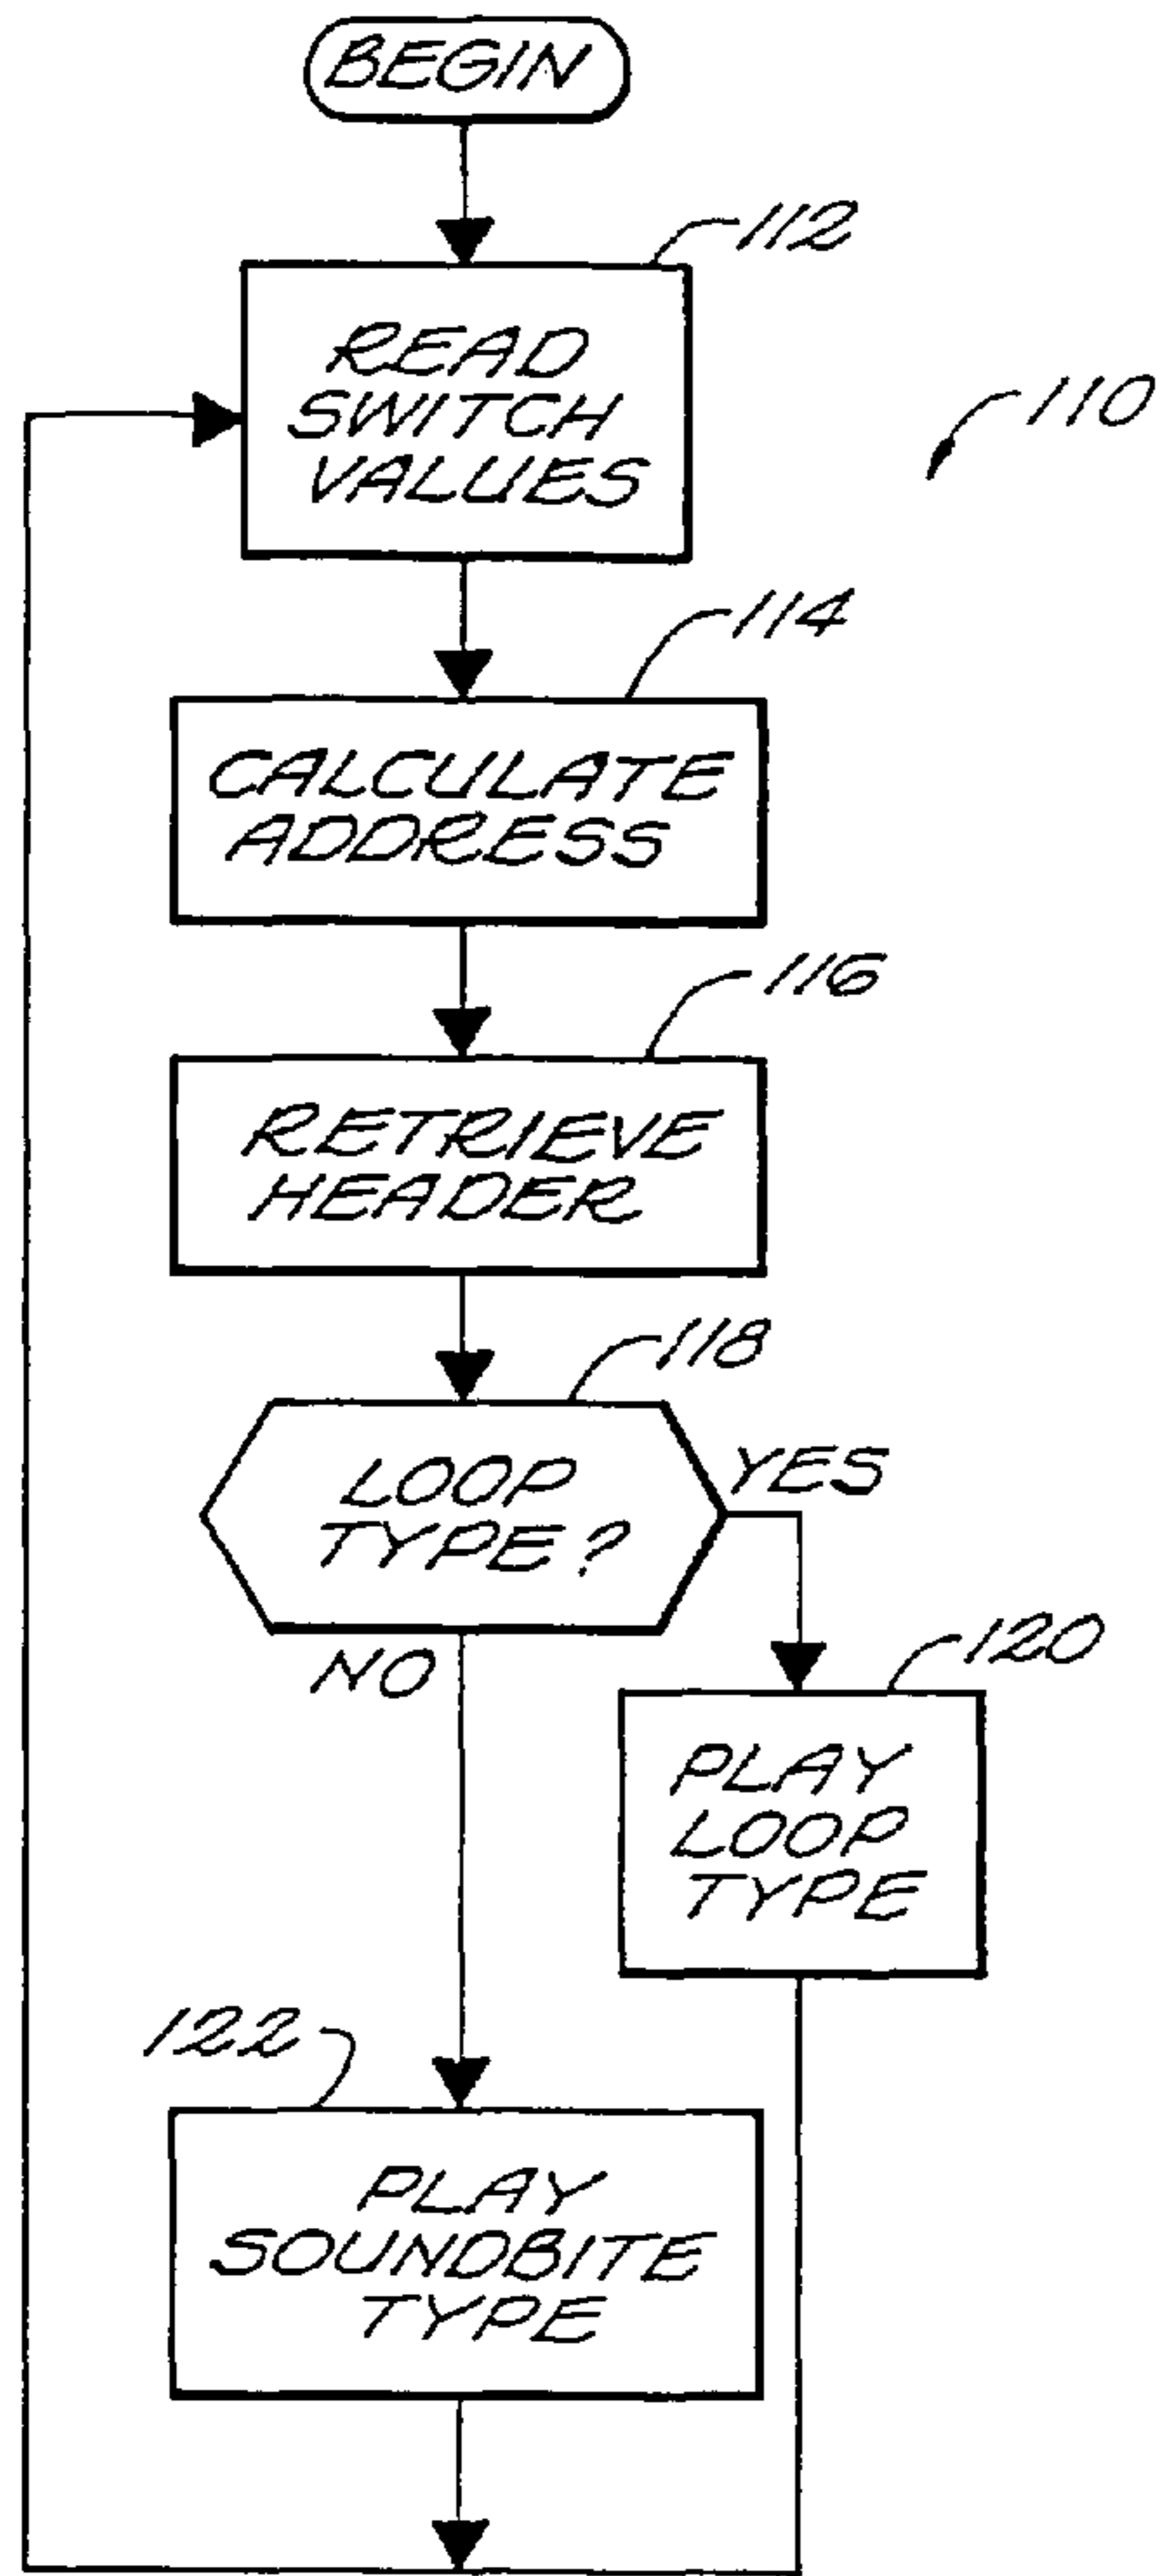 BEGIN
112
READ
SWITCH
VALUES
110
114
CALCULATE
ADDRESS
116
RETRIEVE
HEADER
118
LOOP
TYPE?
YES
NO
120
PLAY
LOOP
TYPE
122
PLAY
SOUNDBITE
TYPE